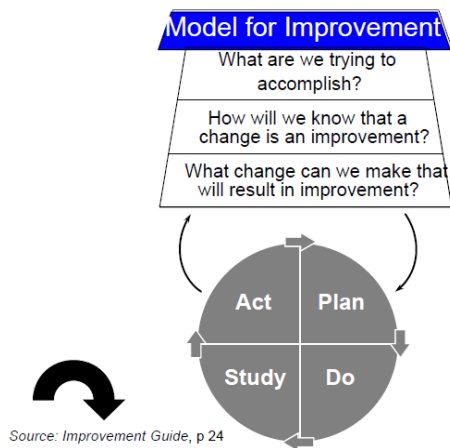 Model for Improvement
What are we trying to
accomplish?
How will we know that a
change is an improvement?
What change can we make that
will result in improvement?
Act
Plan
Study
Do
Source: Improvement Guide, p 24